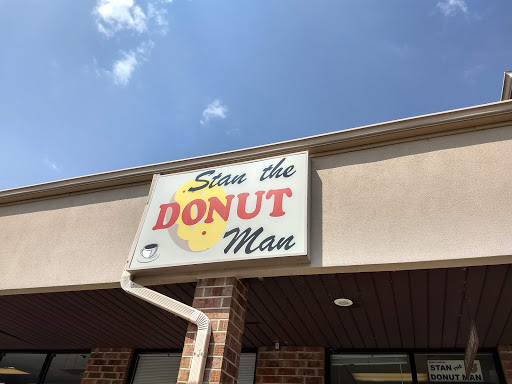 Stan the
DONUT
Man
STAN the
DONUT MAN